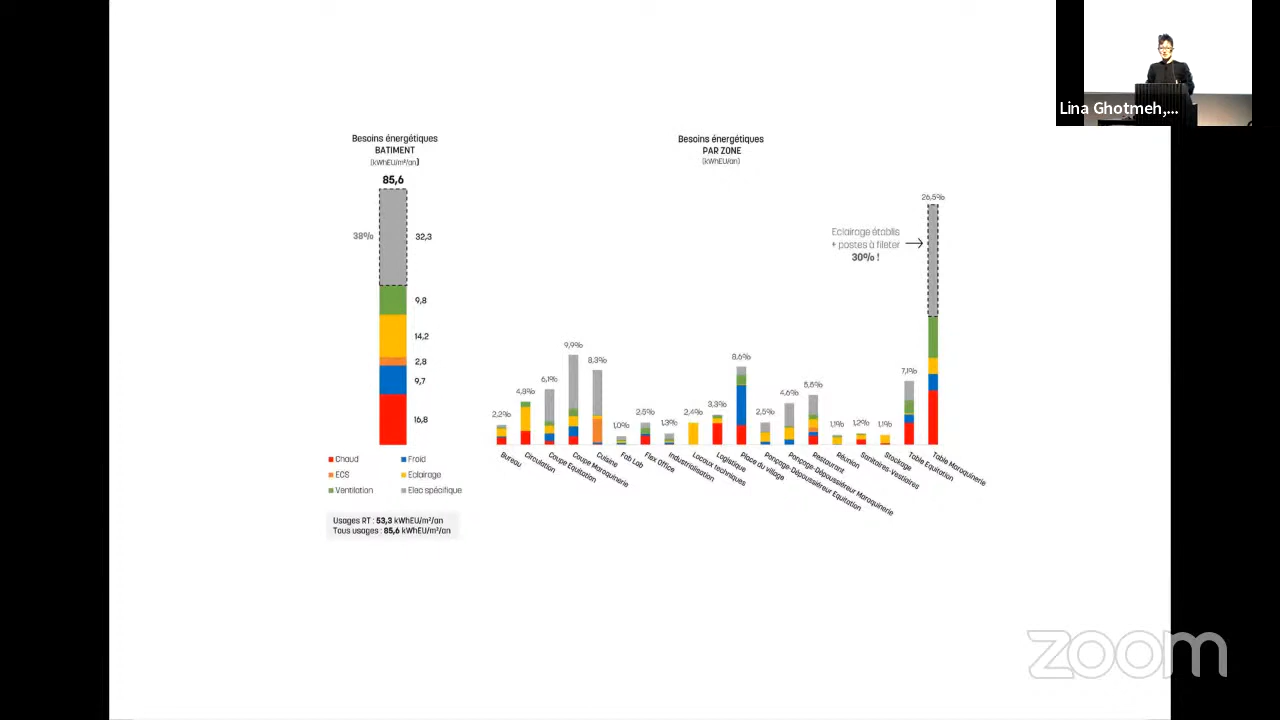 Lina Ghotmeh,...
Besoins énergétiques
BATIMENT
(kWhEU/m²/an)
85,6
38%
32,3
9,8
14,2
2,8
9,7
16,8
Chaud
Froid
ECS
Eclairage
Ventilation
Elec spécifique
Usages RT : 53,3 kWhEU/m²/an
Tous usages : 85,6 kWhEU/m²/an
Besoins énergétiques
PAR ZONE
(kWhEU/an)
Eclairage établis
+ postes à fileter
30% !
2,2%
4,9%
6,1%
9,9%
8,3%
1,0%
2,5%
1,3%
2,4%
3,3%
8,6%
2,5%
4,6%
5,5%
1,1%
1,2%
1,1%
7,1%
26,5%
Bureau
Circulation
Coupe Equitation
Coupe Maroquinerie
Cuisine
Fab Lab
Flex Office
Industrialisation
Locaux techniques
Logistique
Place du village
Ponçage-Dépoussiéreur Equitation
Ponçage-Dépoussiéreur Maroquinerie
Restaurant
Réunion
Sanitaires-Vestiaires
Stockage
Table Equitation
Table Maroquinerie
zoom